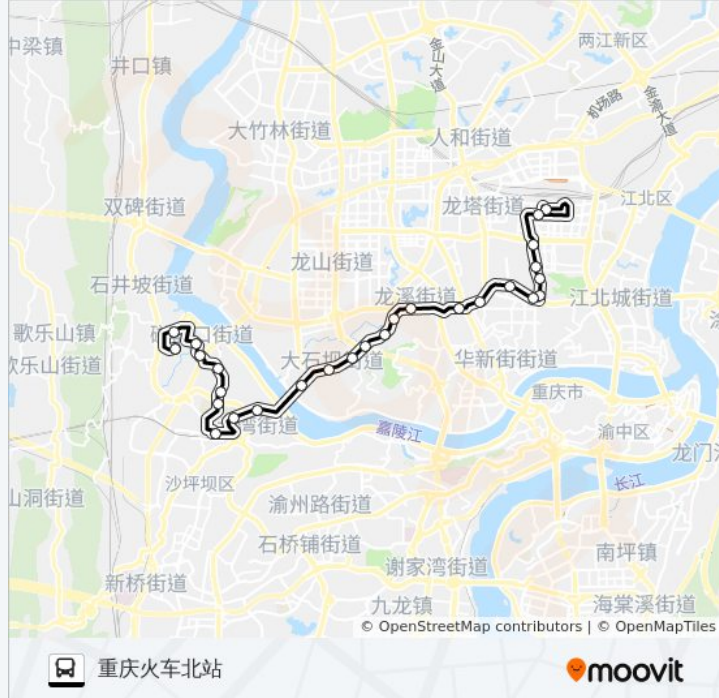 中梁镇
井口镇
金山大道
两江新区
机场路
金渝大道
大竹林街道
人和街道
双碑街道
龙塔街道
江北区
石井坡街道
龙山街道
龙溪街道
江北城街道
歌乐山镇
口街道
欠乐山街道
大石坝街道
华新街街道
重庆市
湾街道
嘉陵江
渝中区
龙门
沙坪坝区
山洞街道
渝州路街道
长江
石桥铺街道
南坪镇
新桥街道
谢家湾街道
九龙镇
海棠溪街道
© OpenStreetMap contributors | © OpenMapTiles
重庆火车北站
moovit